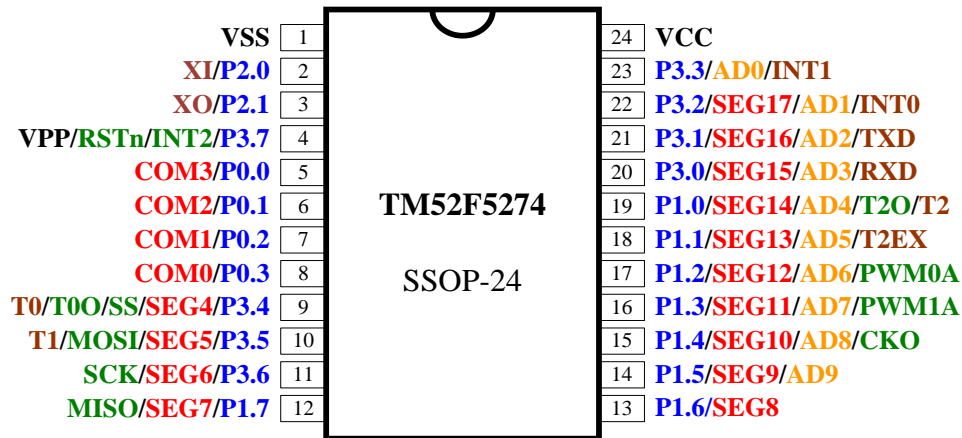 VSS 1 24 VCC
XI/P2.0 2 23 P3.3/AD0/INT1
XO/P2.1 3 22 P3.2/SEG17/AD1/INT0
VPP/RSTn/INT2/P3.7 4 21 P3.1/SEG16/AD2/TXD
COM3/P0.0 5 20 P3.0/SEG15/AD3/RXD
COM2/P0.1 6 TM52F5274 19 P1.0/SEG14/AD4/T2O/T2
COM1/P0.2 7 18 P1.1/SEG13/AD5/T2EX
COM0/P0.3 8 SSOP-24 17 P1.2/SEG12/AD6/PWM0A
T0/T0O/SS/SEG4/P3.4 9 16 P1.3/SEG11/AD7/PWM1A
T1/MOSI/SEG5/P3.5 10 15 P1.4/SEG10/AD8/CKO
SCK/SEG6/P3.6 11 14 P1.5/SEG9/AD9
MISO/SEG7/P1.7 12 13 P1.6/SEG8